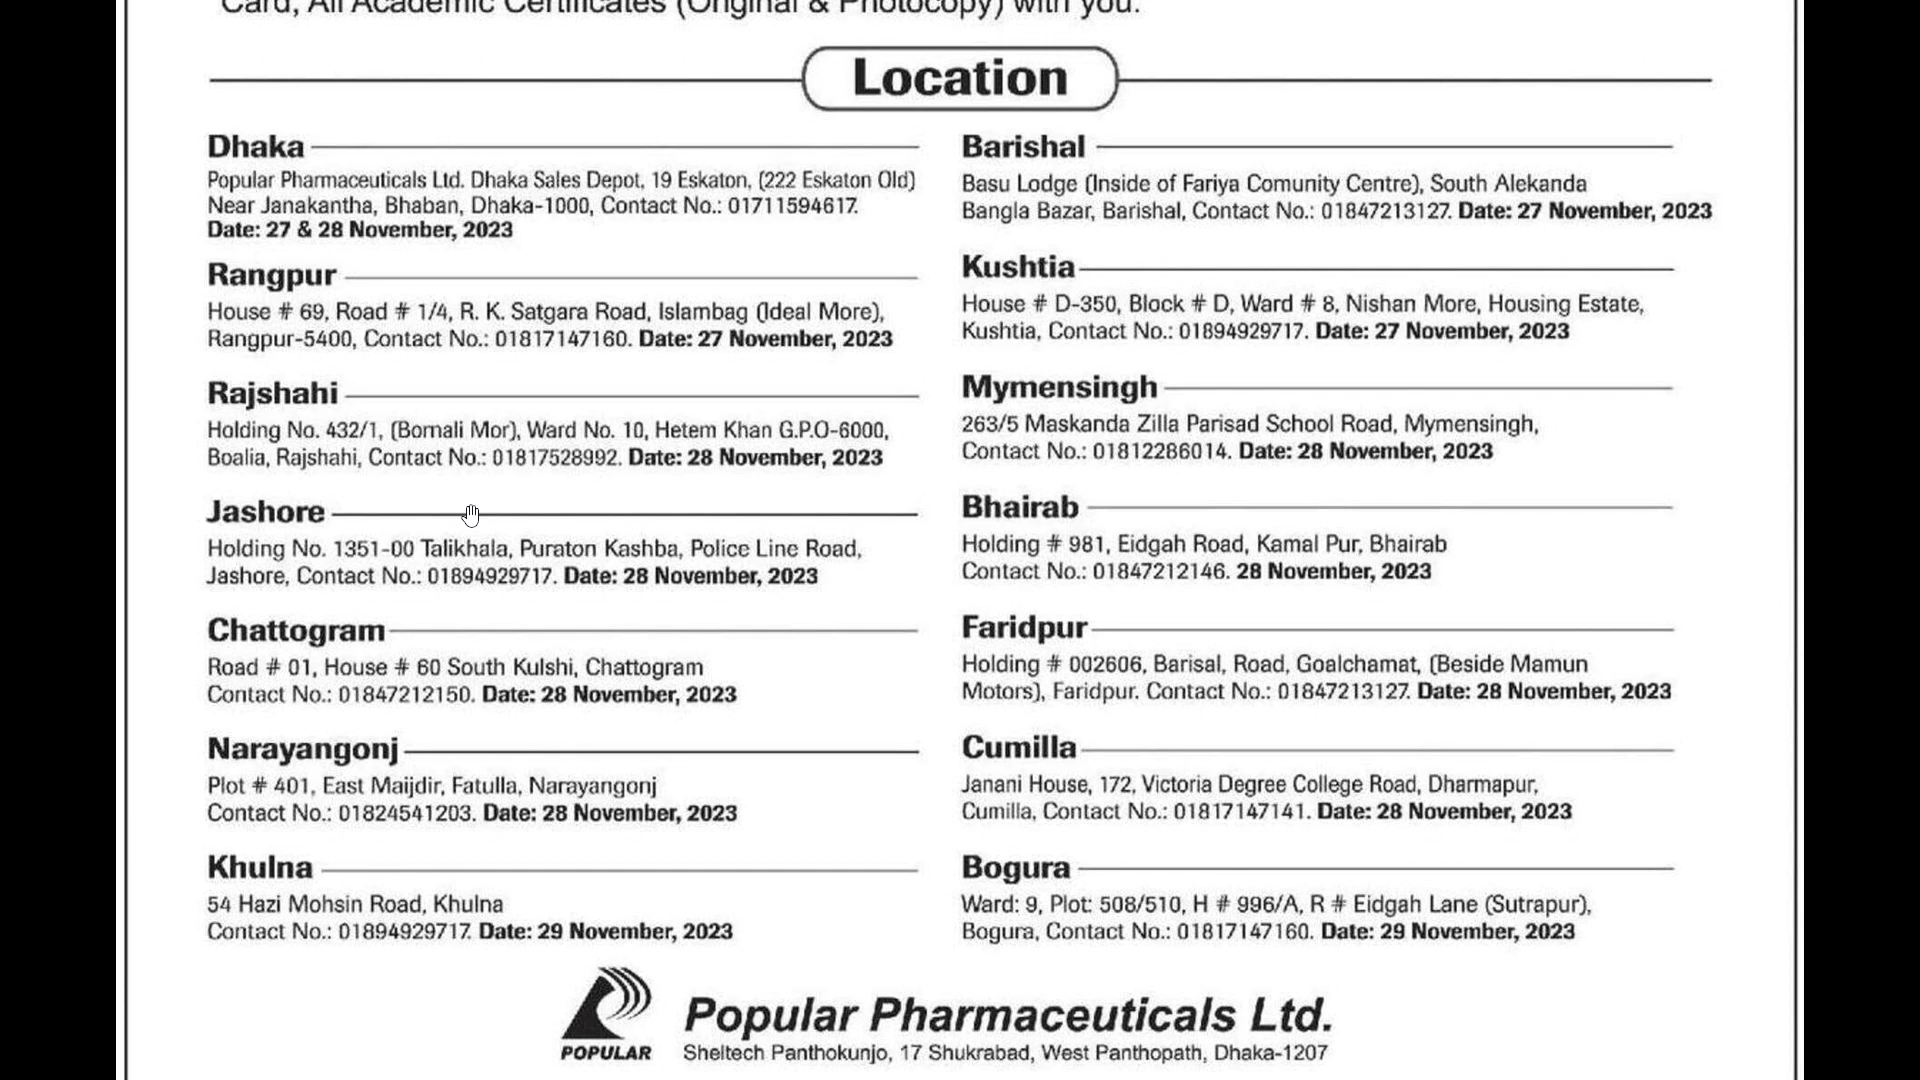 Card, All Academic Certificates (Original & Photocopy) with you.
Location
Dhaka
Popular Pharmaceuticals Ltd. Dhaka Sales Depot, 19 Eskaton, (222 Eskaton Old)
Near Janakantha, Bhaban, Dhaka-1000, Contact No.: 01711594617.
Date: 27 & 28 November, 2023
Rangpur
House # 69, Road # 1/4, R. K. Satgara Road, Islambag (Ideal More),
Rangpur-5400, Contact No.: 01817147160. Date: 27 November, 2023
Rajshahi
Holding No. 432/1, (Bornali Mor), Ward No. 10, Hetem Khan G.P.O-6000,
Boalia, Rajshahi, Contact No.: 01817528992. Date: 28 November, 2023
Jashore
Holding No. 1351-00 Talikhala, Puraton Kashba, Police Line Road,
Jashore, Contact No.: 01894929717. Date: 28 November, 2023
Chattogram
Road # 01, House # 60 South Kulshi, Chattogram
Contact No.: 01847212150. Date: 28 November, 2023
Narayangonj
Plot # 401, East Maijdir, Fatulla, Narayangonj
Contact No.: 01824541203. Date: 28 November, 2023
Khulna
54 Hazi Mohsin Road, Khulna
Contact No.: 01894929717. Date: 29 November, 2023
Barishal
Basu Lodge (Inside of Fariya Comunity Centre), South Alekanda
Bangla Bazar, Barishal, Contact No.: 01847213127. Date: 27 November, 2023
Kushtia
House # D-350, Block # D, Ward # 8, Nishan More, Housing Estate,
Kushtia, Contact No.: 01894929717. Date: 27 November, 2023
Mymensingh
263/5 Maskanda Zilla Parisad School Road, Mymensingh,
Contact No.: 01812286014. Date: 28 November, 2023
Bhairab
Holding # 981, Eidgah Road, Kamal Pur, Bhairab
Contact No.: 01847212146. 28 November, 2023
Faridpur
Holding # 002606, Barisal, Road, Goalchamat, (Beside Mamun
Motors), Faridpur. Contact No.: 01847213127. Date: 28 November, 2023
Cumilla
Janani House, 172, Victoria Degree College Road, Dharmapur,
Cumilla, Contact No.: 01817147141. Date: 28 November, 2023
Bogura
Ward: 9, Plot: 508/510, H # 996/A, R # Eidgah Lane (Sutrapur),
Bogura, Contact No.: 01817147160. Date: 29 November, 2023
POPULAR
Popular Pharmaceuticals Ltd.
Sheltech Panthokunjo, 17 Shukrabad, West Panthopath, Dhaka-1207